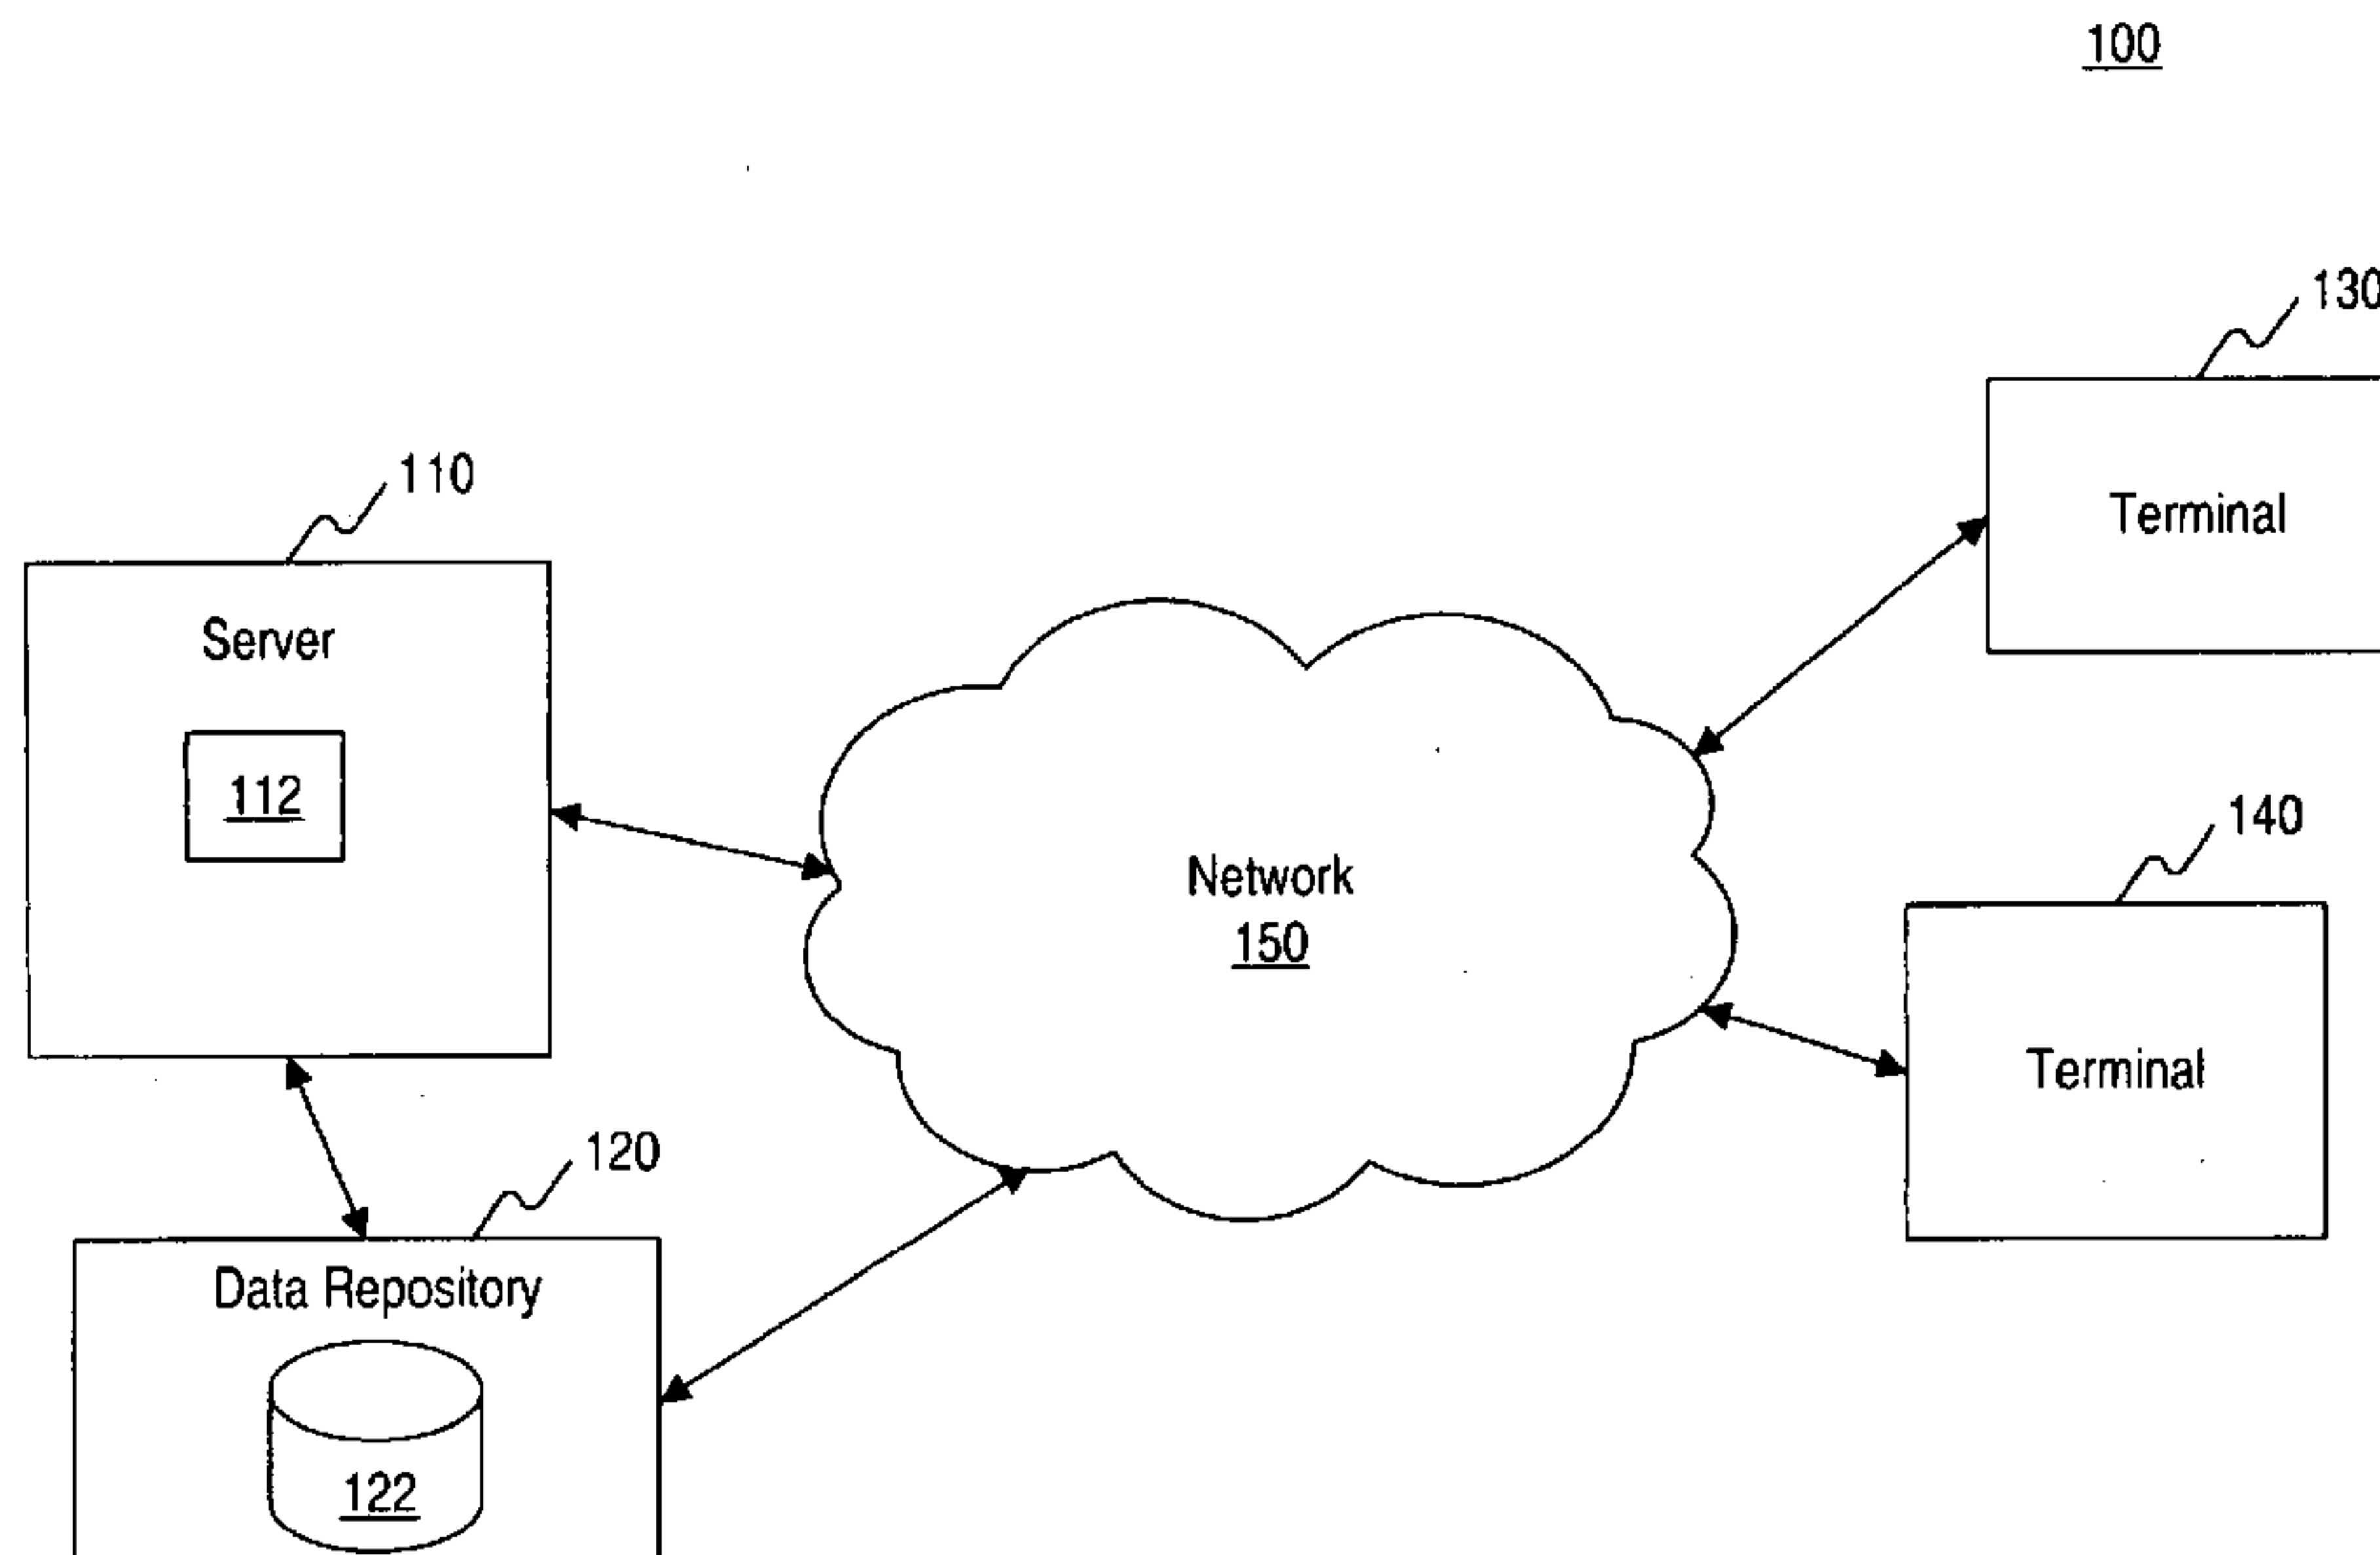 100
130
Terminal
110
Server
112
140
Network
150
Terminal
120
Data Repository
122